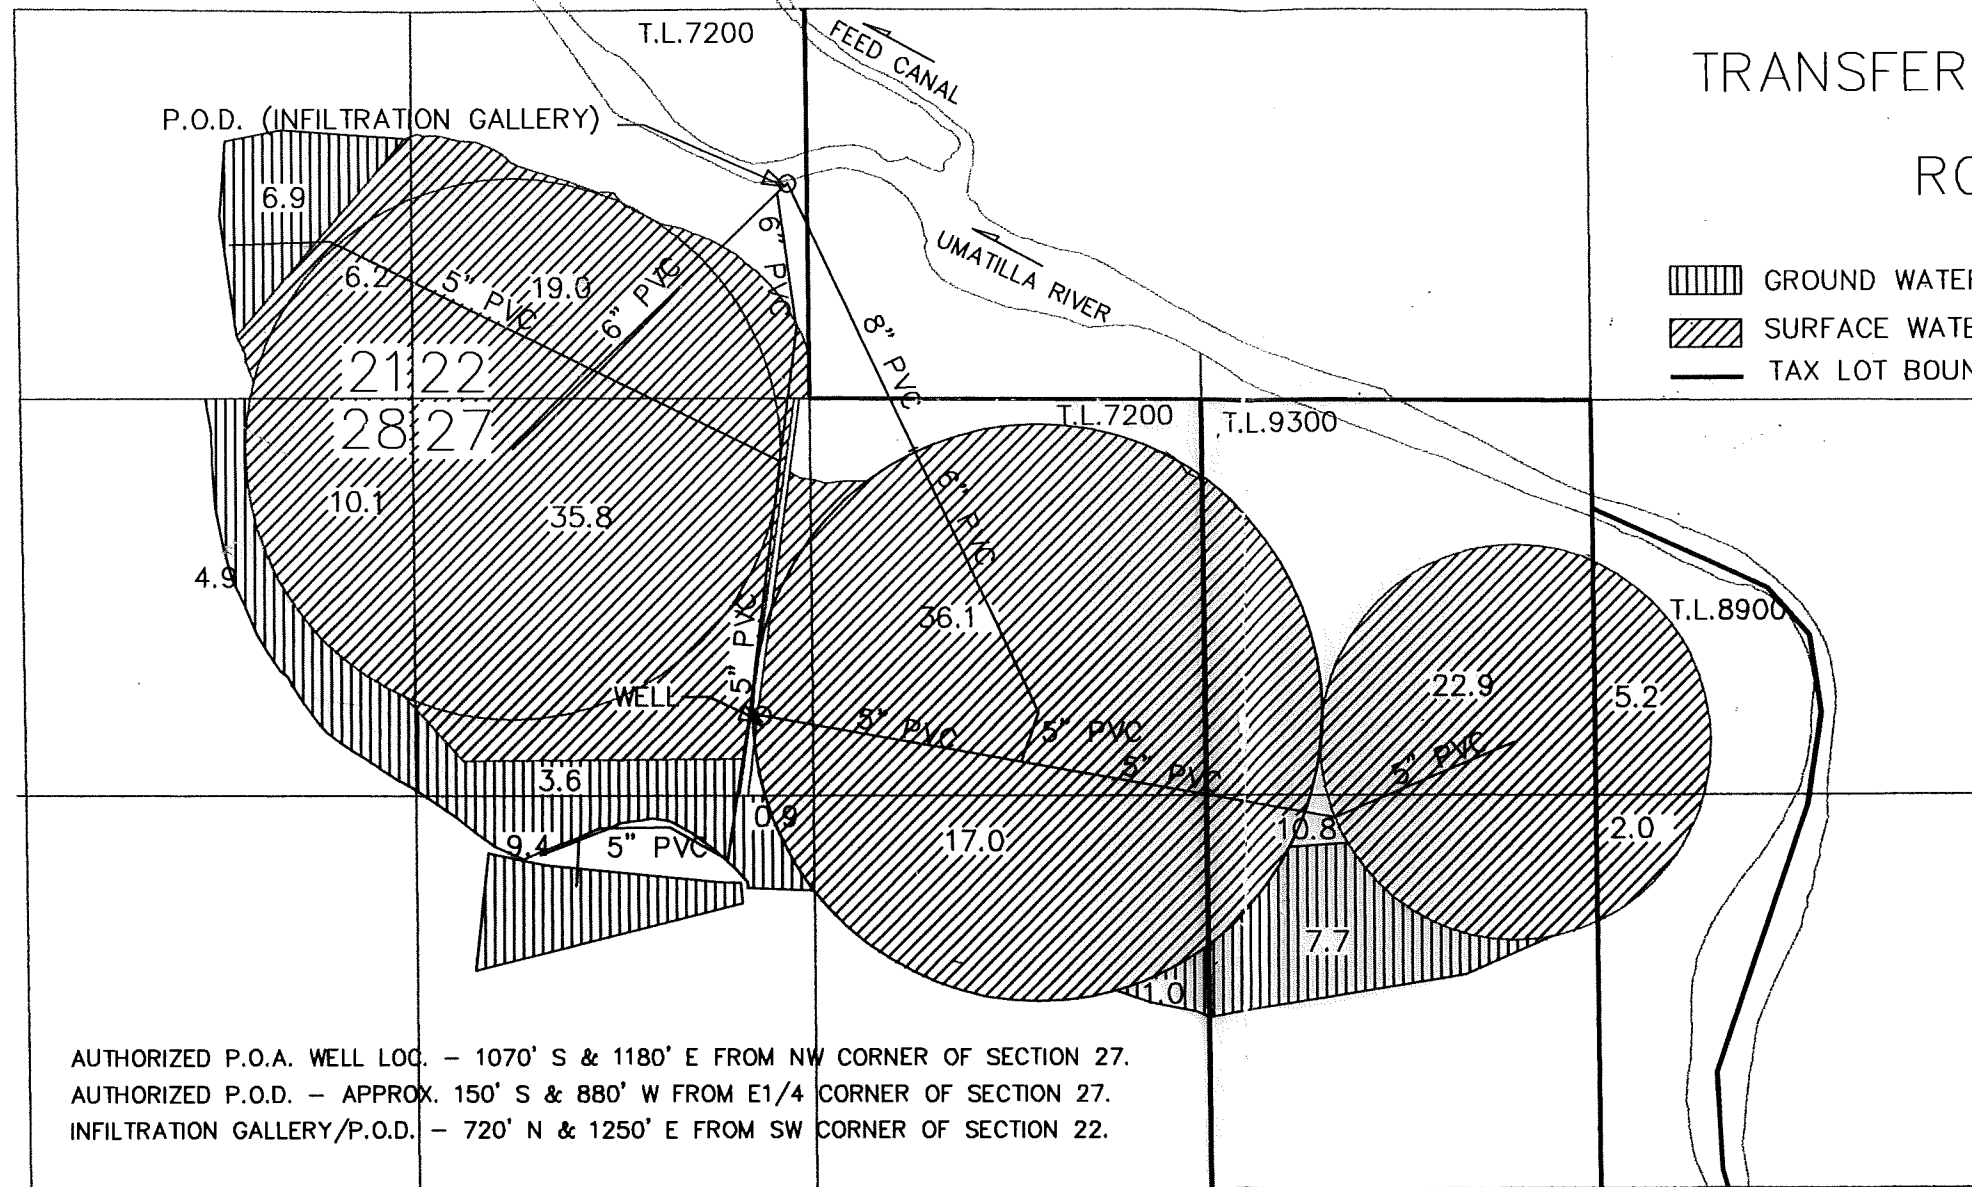 T.L.7200
FEED CANAL
TRANSFER
P.O.D. (INFILTRATION GALLERY)
6.9
6" PVC
UMATILLA RIVER
GROUND WATER
6.2
5" PVC
19.0
6" PVC
8" PVC
SURFACE WATE
TAX LOT BOUN
21 22
28 27
T.L.7200
T.L.9300
10.1
35.8
6" PVC
4.9
36.1
T.L.8900
5" PVC
WELL
22.9
5.2
5" PVC
5" PVC
5" PVC
5" PVC
3.6
0.9
9.4
5" PVC
17.0
10.8
2.0
7.7
1.0
AUTHORIZED P.O.A. WELL LOC. – 1070' S & 1180' E FROM NW CORNER OF SECTION 27.
AUTHORIZED P.O.D. – APPROX. 150' S & 880' W FROM E1/4 CORNER OF SECTION 27.
INFILTRATION GALLERY/P.O.D. – 720' N & 1250' E FROM SW CORNER OF SECTION 22.